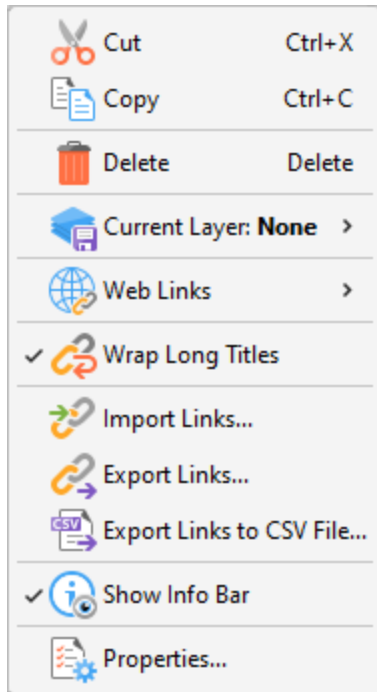 Cut Ctrl+X
Copy Ctrl+C
Delete Delete
Current Layer: None >
Web Links >
Wrap Long Titles
Import Links...
Export Links...
CSV Export Links to CSV File...
Show Info Bar
Properties...